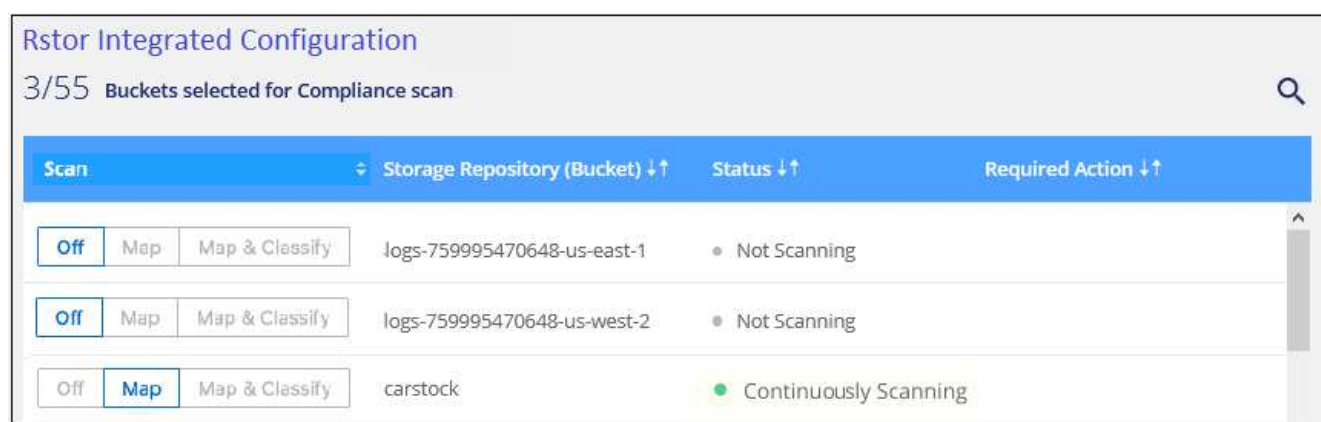 Rstor Integrated Configuration
3/55 Buckets selected for Compliance scan
Scan Storage Repository (Bucket) ↓↑ Status ↓↑ Required Action ↓↑
Off Map Map & Classify logs-759995470648-us-east-1 Not Scanning
Off Map Map & Classify logs-759995470648-us-west-2 Not Scanning
Off Map Map & Classify carstock Continuously Scanning